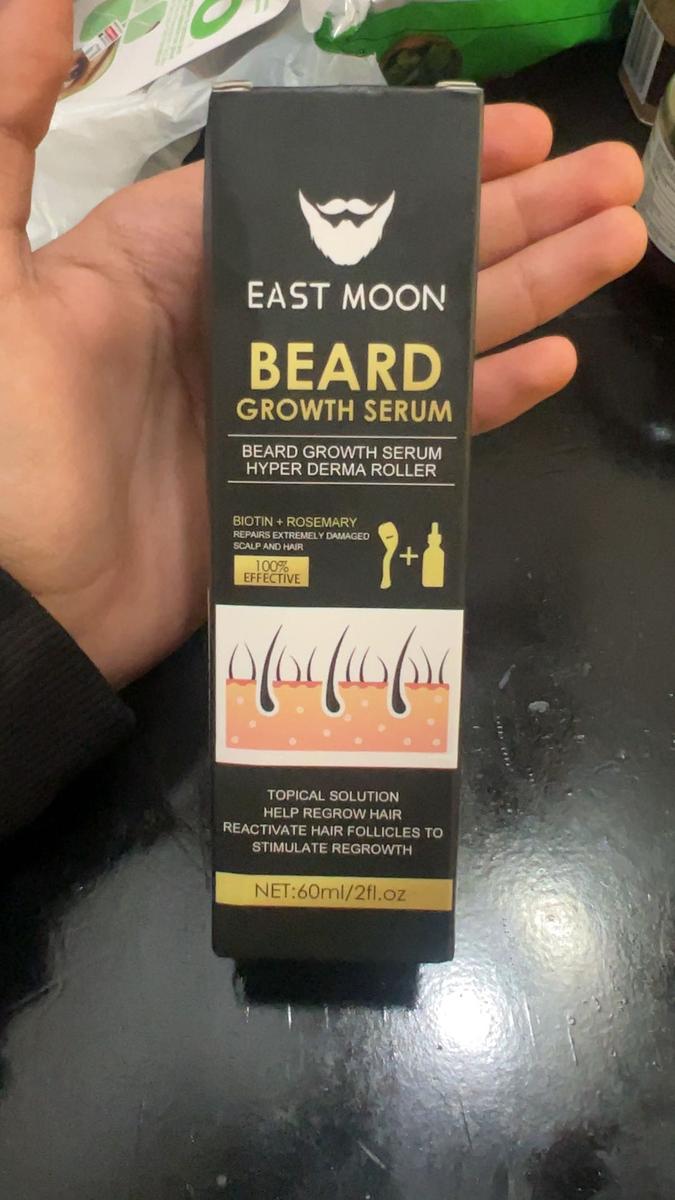 EAST MOON
BEARD
GROWTH SERUM
BEARD GROWTH SERUM
HYPER DERMA ROLLER
BIOTIN + ROSEMARY
REPAIRS EXTREMELY DAMAGED
SCALP AND HAIR
100%
EFFECTIVE
+
TOPICAL SOLUTION
HELP REGROW HAIR
REACTIVATE HAIR FOLLICLES TO
STIMULATE REGROWTH
NET:60ml/2fl.oz